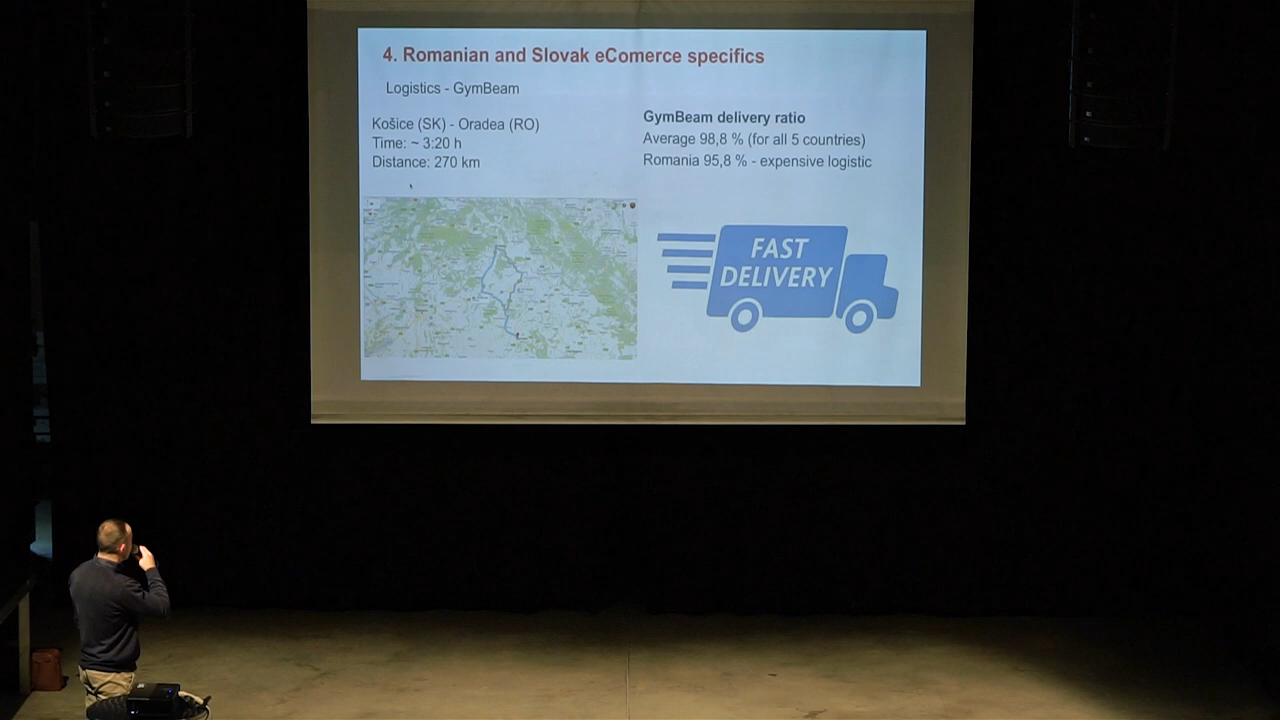 4. Romanian and Slovak eComerce specifics
Logistics - GymBeam
Košice (SK) - Oradea (RO)
Time: ~ 3:20 h
Distance: 270 km
GymBeam delivery ratio
Average 98,8 % (for all 5 countries)
Romania 95,8 % - expensive logistic
FAST
DELIVERY